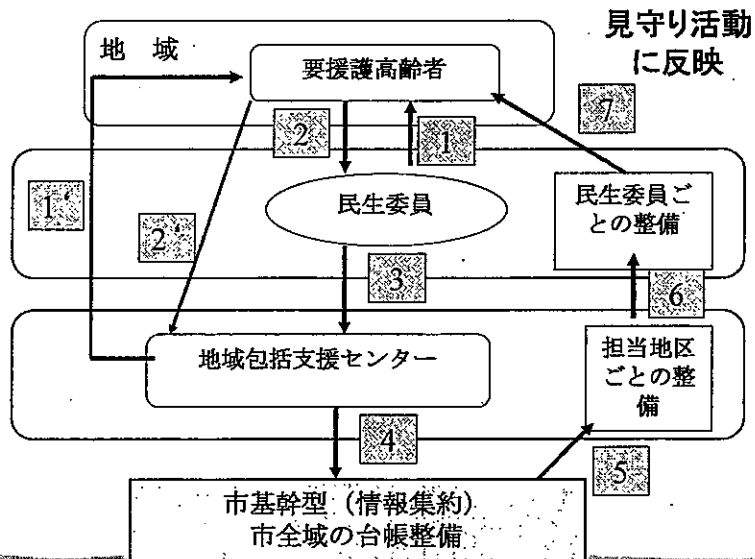 見守り活動
に反映
地 域
要援護高齢者
7
2
1
1‘
2‘
民生委員
民生委員ご
との整備
3
6
地域包括支援センター
担当地区
ごとの整
備
4
5
市基幹型(情報集約)
市全域の台帳整備